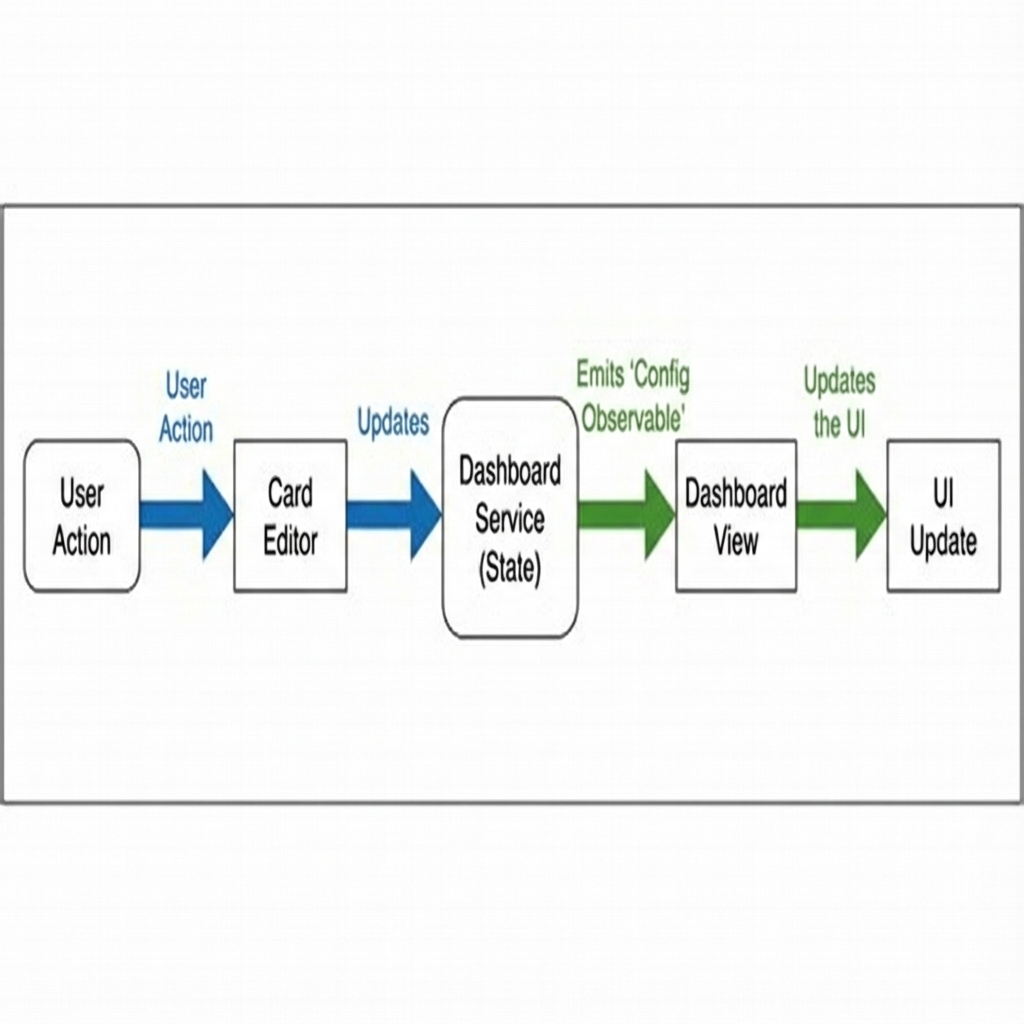 User
Action
User
Action
Card
Editor
Updates
Dashboard
Service
(State)
Emits ‘Config
Observable’
Dashboard
View
Updates
the UI
UI
Update